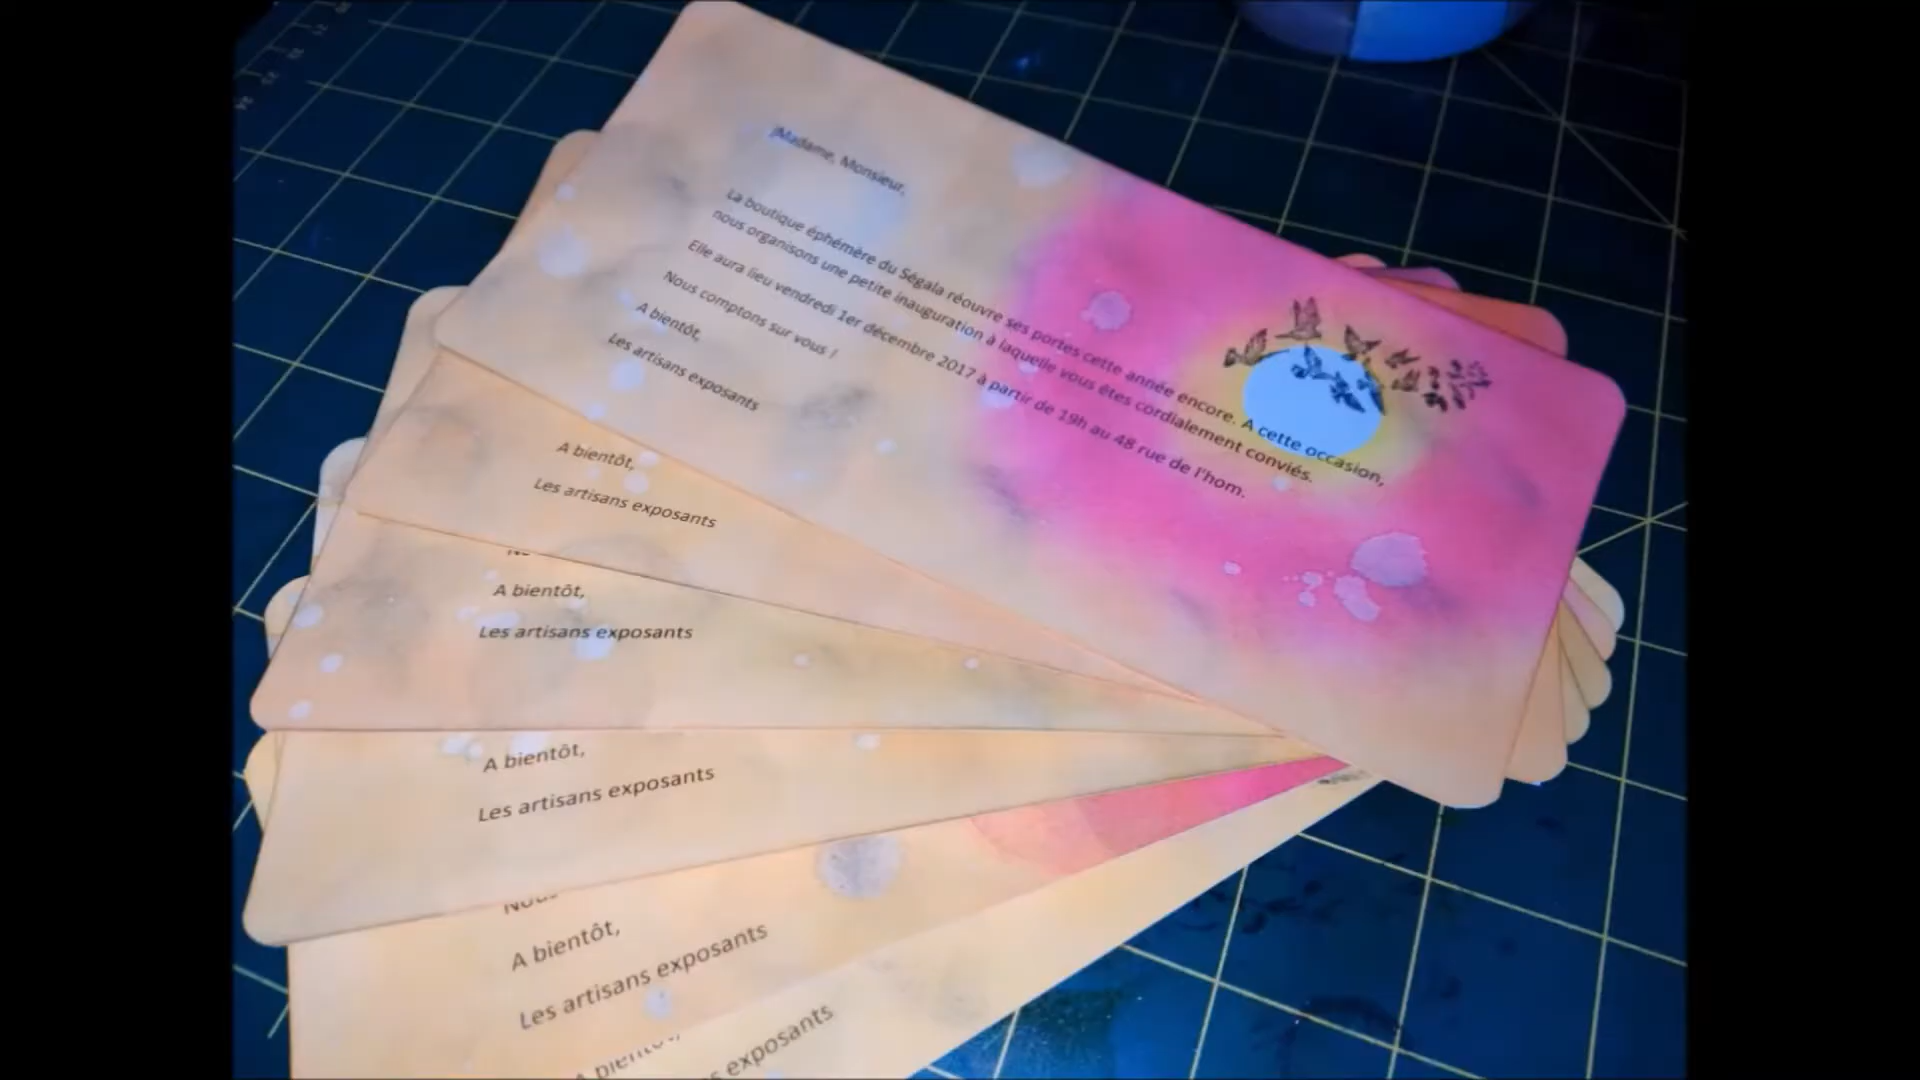 Madame, Monsieur,
La boutique éphémère du Ségala réouvre ses portes cette année encore. A cette occasion,
nous organisons une petite inauguration à laquelle vous êtes cordialement conviés.
Elle aura lieu vendredi 1er décembre 2017 à partir de 19h au 48 rue de l'hom.
Nous comptons sur vous !
A bientôt,
Les artisans exposants
A bientôt,
Les artisans exposants
A bientôt,
Les artisans exposants
A bientôt,
Les artisans exposants
Nous
A bientôt,
Les artisans exposants
A bientôt,
exposants